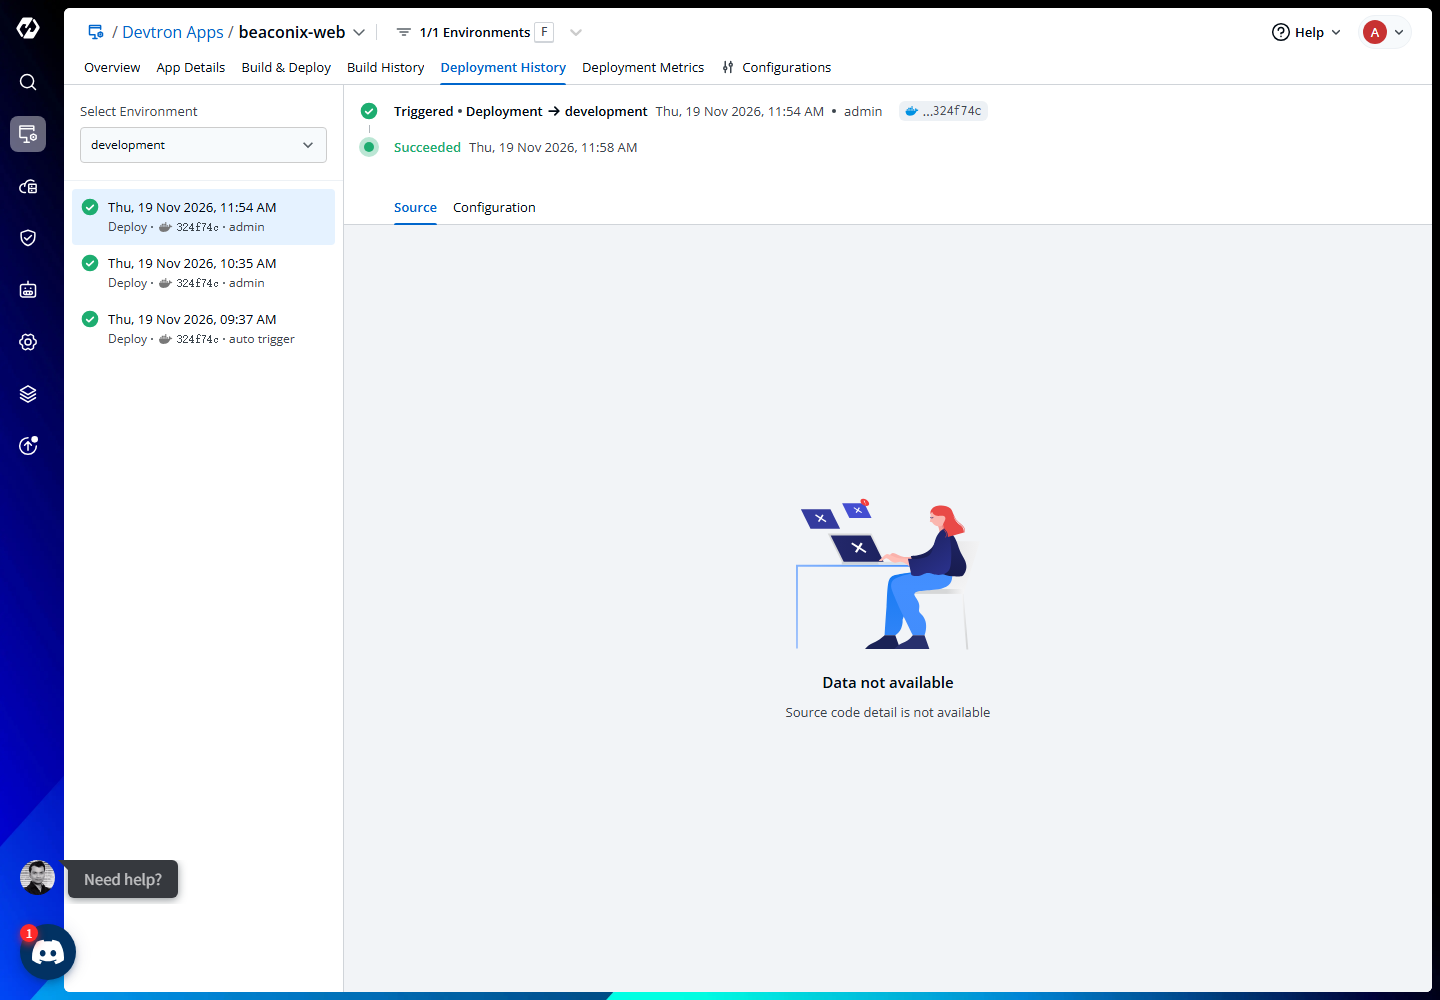 / Devtron Apps / beaconix-web
1/1 Environments F
Help
A
Overview
App Details
Build & Deploy
Build History
Deployment History
Deployment Metrics
Configurations
Select Environment
development
Thu, 19 Nov 2026, 11:54 AM
Deploy • 324f74c • admin
Thu, 19 Nov 2026, 10:35 AM
Deploy • 324f74c • admin
Thu, 19 Nov 2026, 09:37 AM
Deploy • 324f74c • auto trigger
Triggered • Deployment → development Thu, 19 Nov 2026, 11:54 AM • admin …324f74c
Succeeded Thu, 19 Nov 2026, 11:58 AM
Source
Configuration
Data not available
Source code detail is not available
Need help?
1